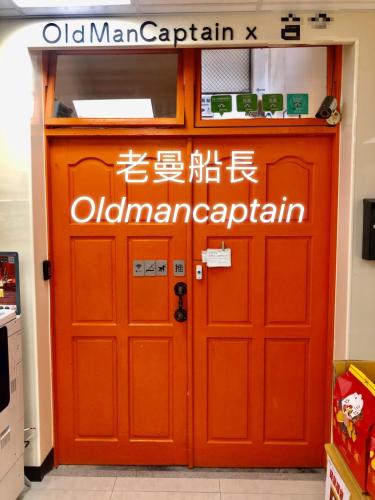 OldManCaptain x
老曼船長
Oldmancaptain
推